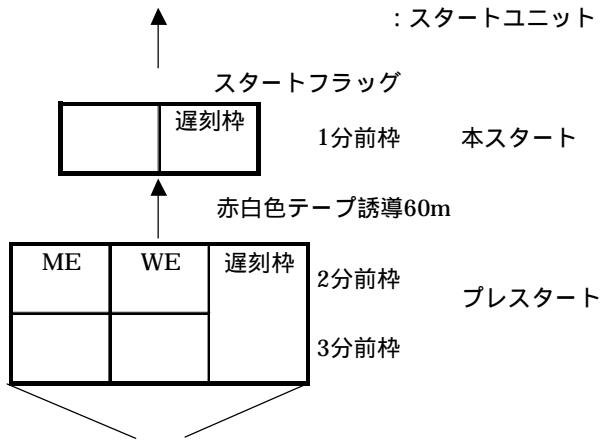 ：スタートユニット
スタートフラッグ
遅刻枠
1分前枠 本スタート
赤白色テープ誘導60m
ME WE 遅刻枠
2分前枠
プレスタート
3分前枠